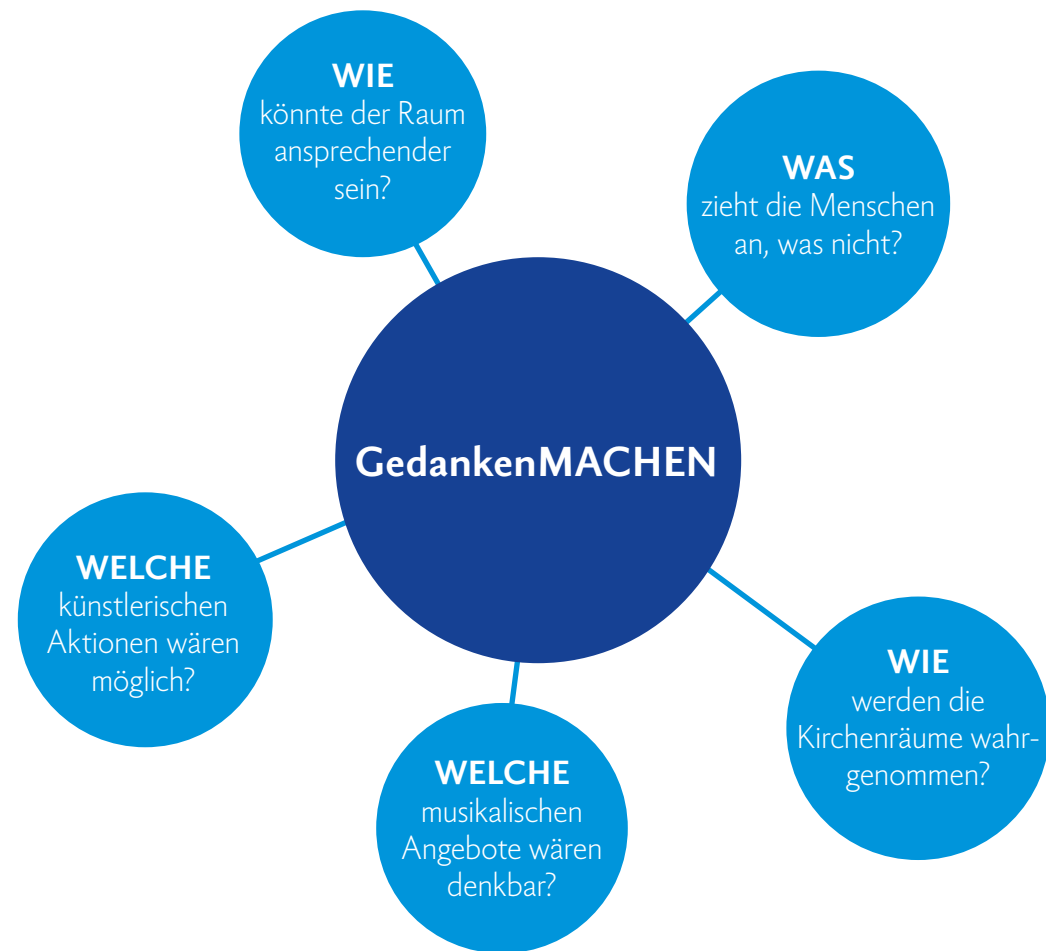 WIE
könnte der Raum
ansprechender
sein?
WAS
zieht die Menschen
an, was nicht?
GedankenMACHEN
WELCHE
künstlerischen
Aktionen wären
möglich?
WIE
werden die
Kirchenräume wahr-
genommen?
WELCHE
musikalischen
Angebote wären
denkbar?